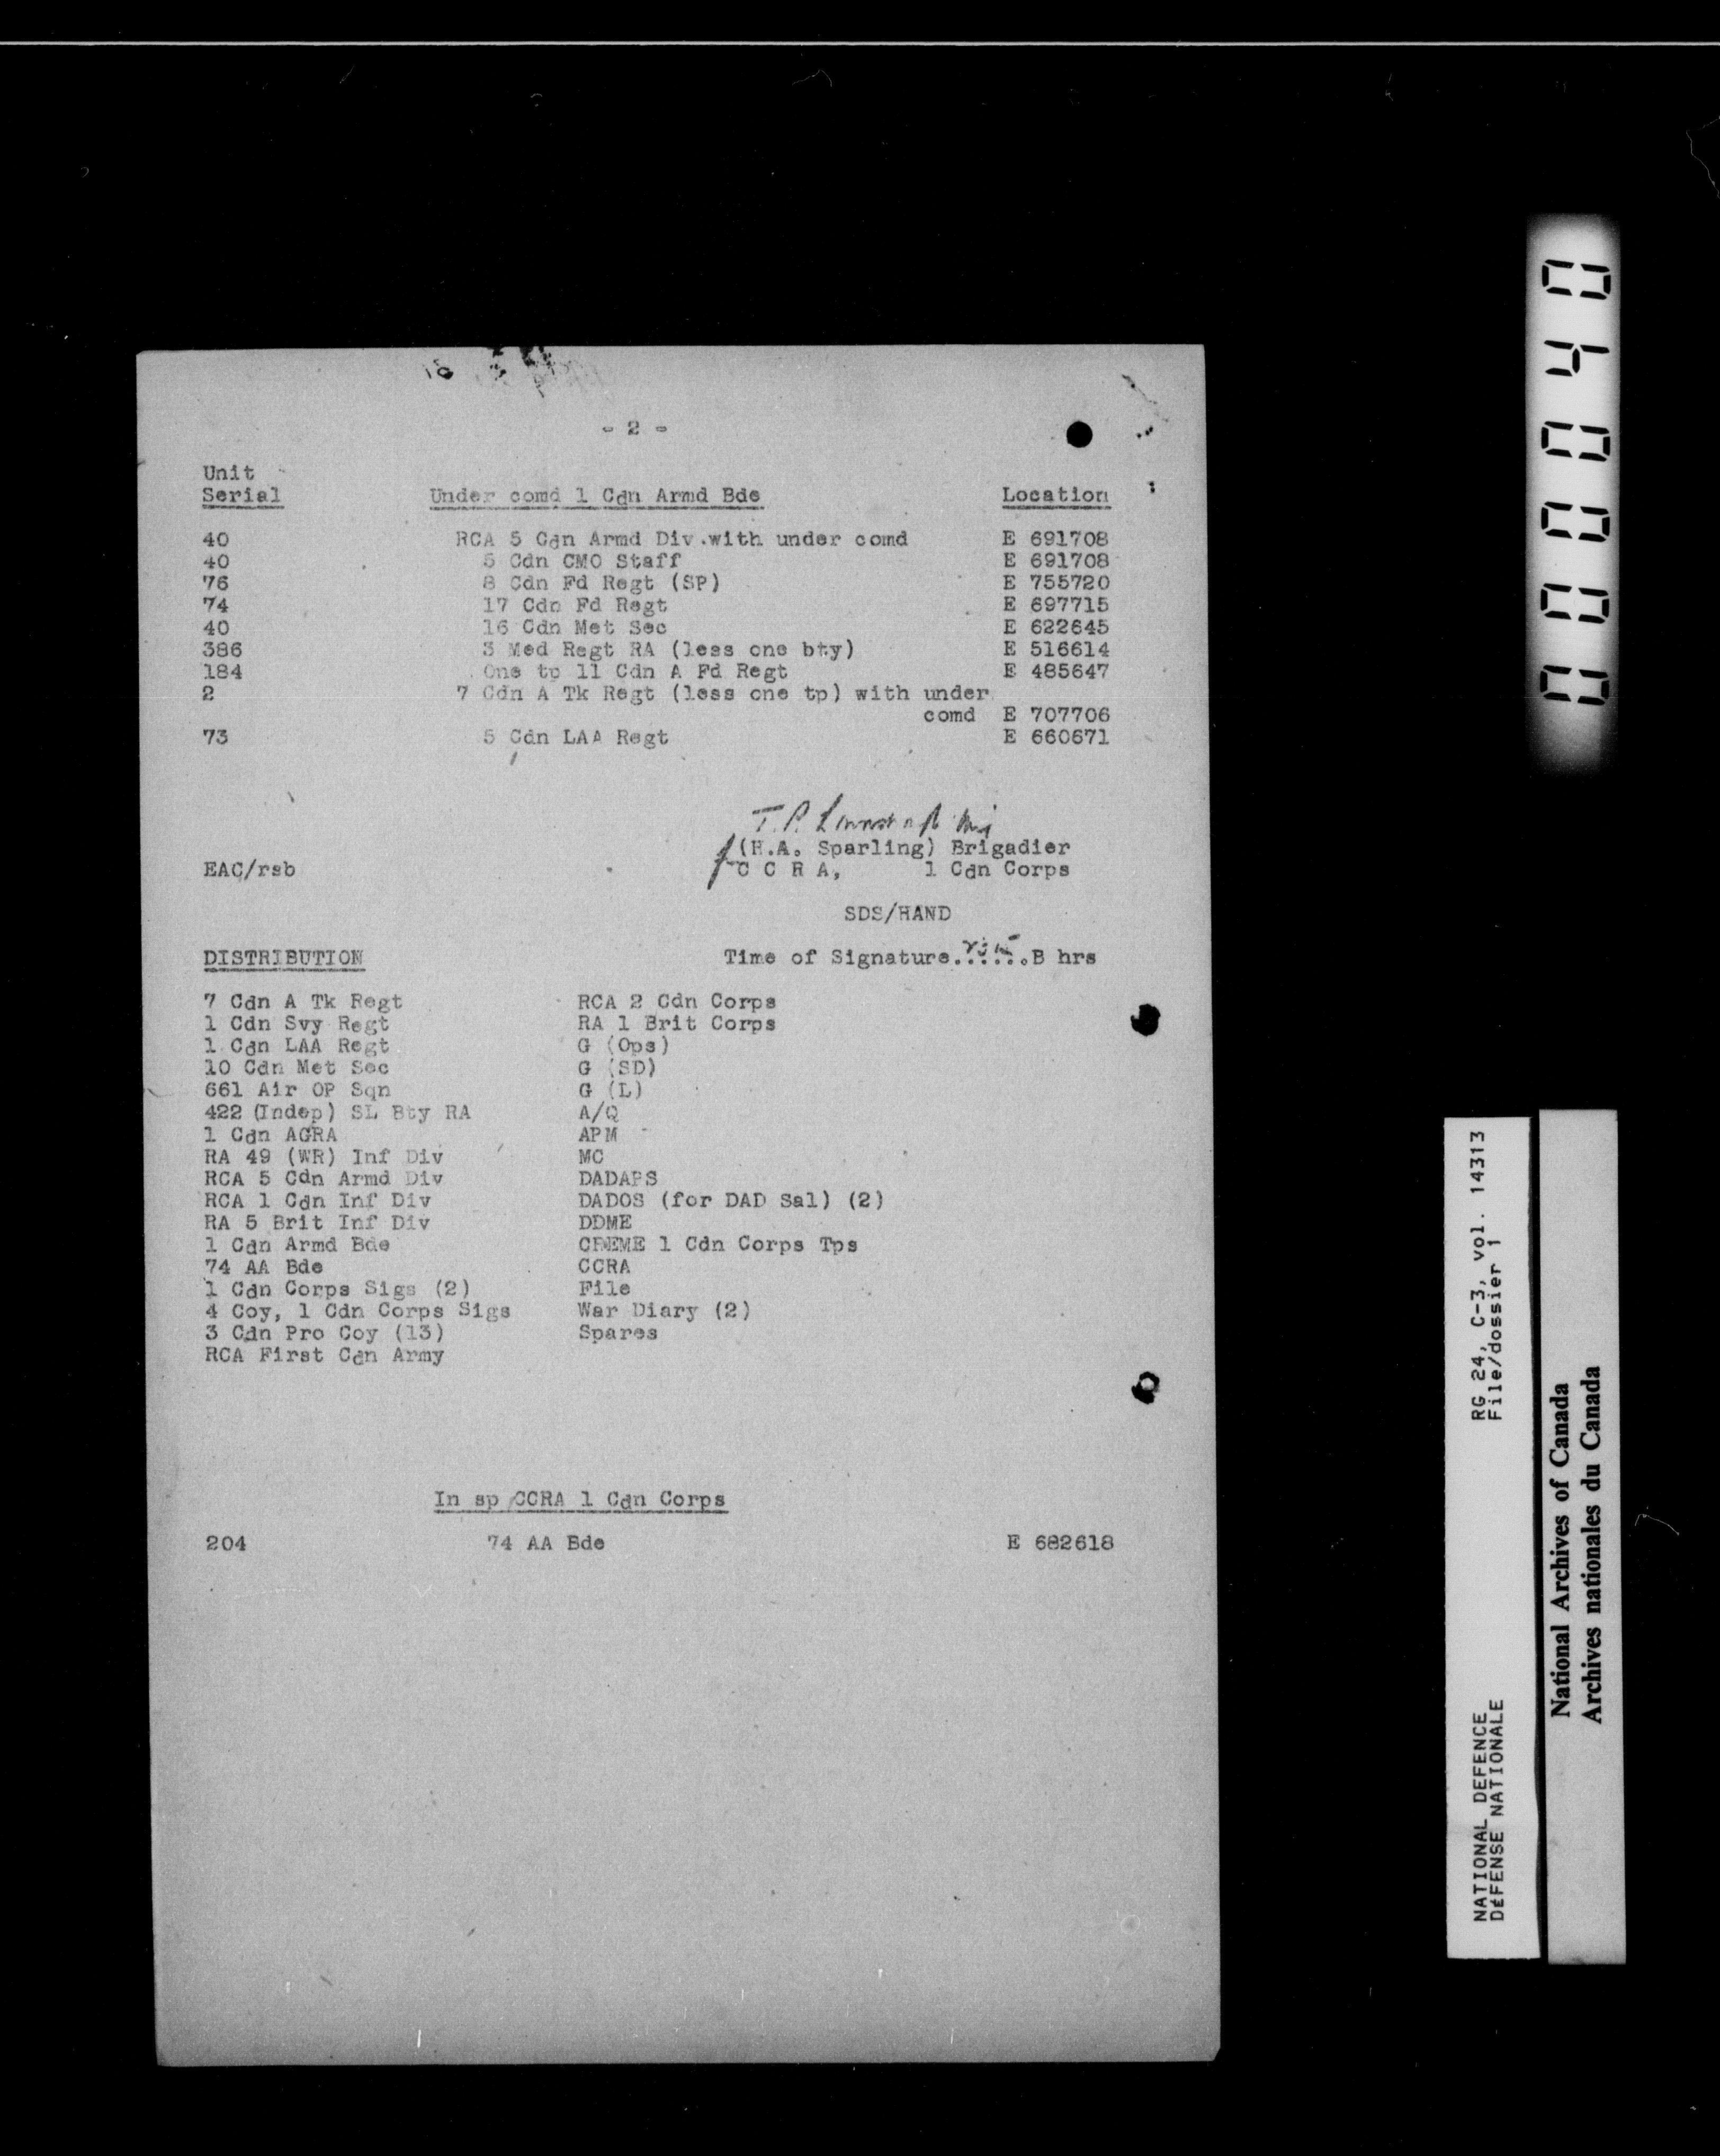 - 2 -
Unit
Serial Under comd 1 Cdn Armd Bde Location
40 RCA 5 Cdn Armd Div with under comd E 691708
40 5 Cdn CMO Staff E 691708
76 8 Cdn Fd Regt (SP) E 755720
74 17 Cdn Fd Regt E 697715
40 16 Cdn Met Sec E 622645
386 3 Med Regt RA (less one bty) E 516614
184 One tp 11 Cdn A Fd Regt E 485647
2 7 Cdn A Tk Regt (less one tp) with under
comd E 707706
73 5 Cdn LAA Regt E 660671
T.P.
(H.A. Sparling) Brigadier
EAC/rsb C C R A, 1 Cdn Corps
SDS/HAND
DISTRIBUTION Time of Signature.......B hrs
7 Cdn A Tk Regt RCA 2 Cdn Corps
1 Cdn Svy Regt RA 1 Brit Corps
1 Cdn LAA Regt G (Ops)
10 Cdn Met Sec G (SD)
661 Air OP Sqn G (L)
422 (Indep) SL Bty RA A/Q
1 Cdn AGRA APM
RA 49 (WR) Inf Div MC
RCA 5 Cdn Armd Div DADAPS
RCA 1 Cdn Inf Div DADOS (for DAD Sal) (2)
RA 5 Brit Inf Div DDME
1 Cdn Armd Bde CREME 1 Cdn Corps Tps
74 AA Bde CCRA
1 Cdn Corps Sigs (2) File
4 Coy, 1 Cdn Corps Sigs War Diary (2)
3 Cdn Pro Coy (13) Spares
RCA First Cdn Army
In sp CCRA 1 Cdn Corps
204 74 AA Bde E 682618
000040
NATIONAL DEFENCE RG 24, C-3, vol. 14313
DéFENSE NATIONALE File/dossier 1
National Archives of Canada
Archives nationales du Canada